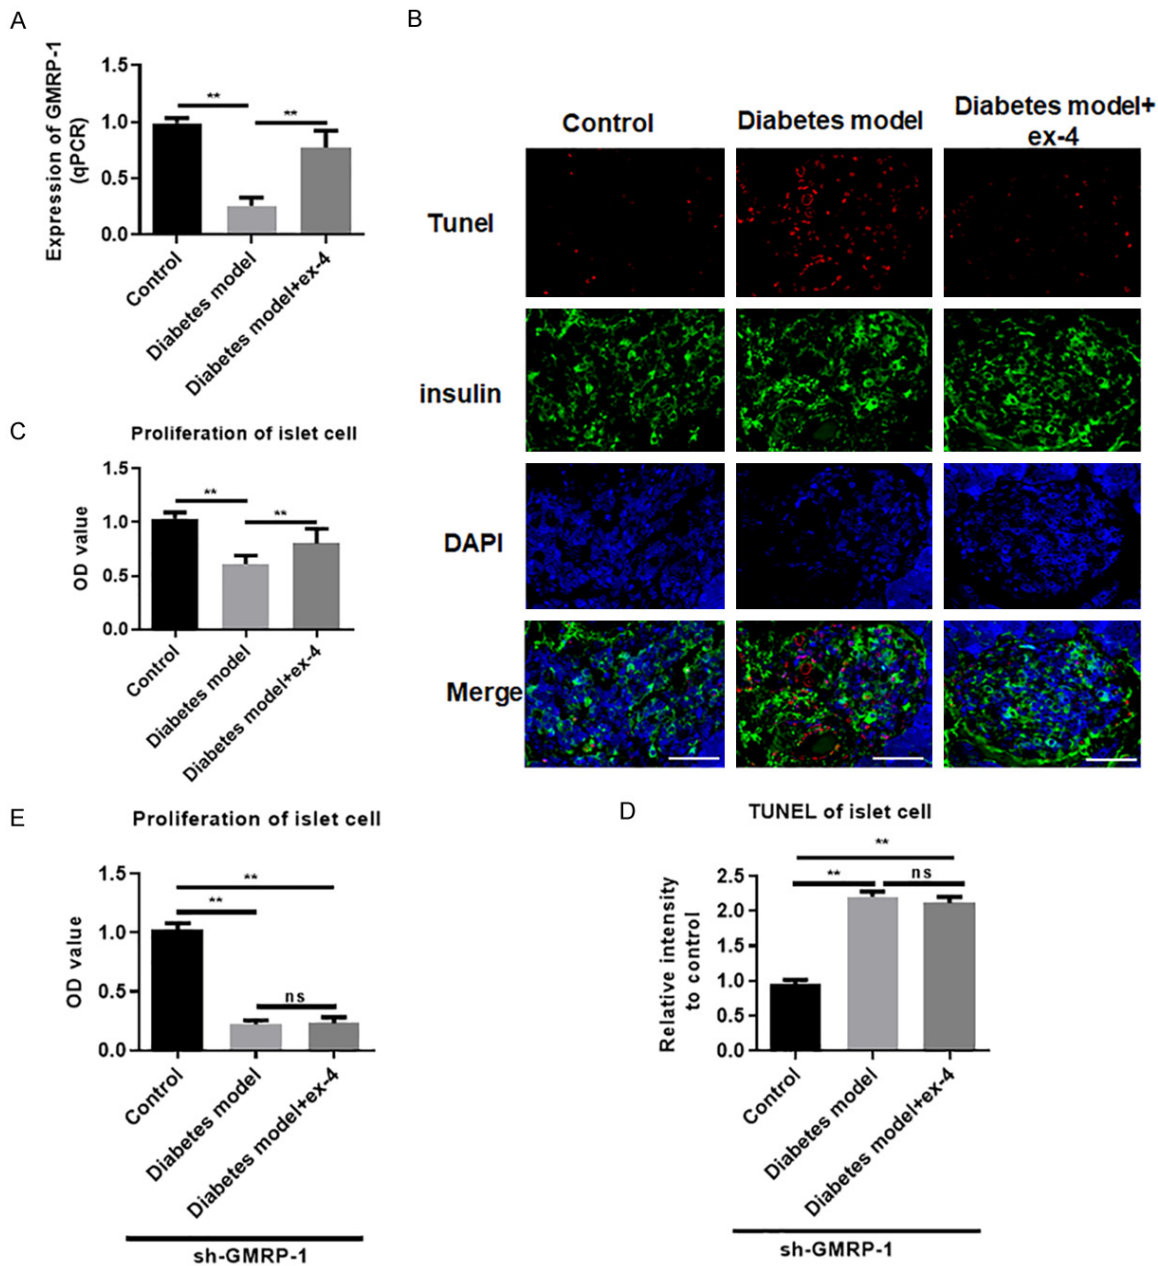 A
Expression of GMRP-1
(qPCR)
1.5
1.0
0.5
0.0
**
**
Control
Diabetes model
Diabetes model+ex-4
B
Control
Diabetes model
Diabetes model+
ex-4
Tunel
insulin
DAPI
Merge
C
Proliferation of islet cell
OD value
1.5
1.0
0.5
0.0
**
**
Control
Diabetes model
Diabetes model+ex-4
E
Proliferation of islet cell
OD value
1.5
1.0
0.5
0.0
**
**
ns
Control
Diabetes model
Diabetes model+ex-4
sh-GMRP-1
D
TUNEL of islet cell
Relative intensity
to control
2.5
2.0
1.5
1.0
0.5
0.0
**
**
ns
Control
Diabetes model
Diabetes model+ex-4
sh-GMRP-1